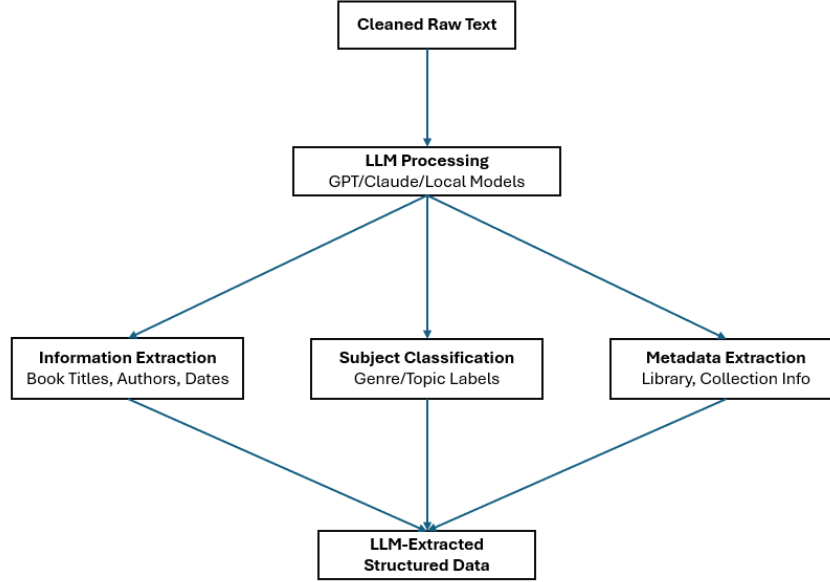 Cleaned Raw Text
LLM Processing
GPT/Claude/Local Models
Information Extraction
Book Titles, Authors, Dates
Subject Classification
Genre/Topic Labels
Metadata Extraction
Library, Collection Info
LLM-Extracted
Structured Data